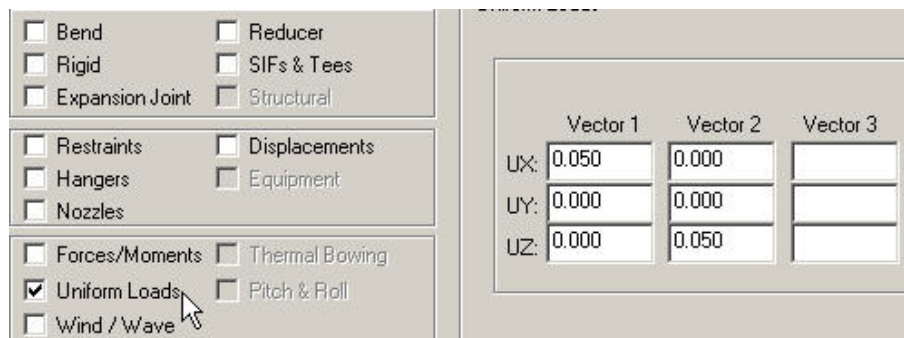 Bend Reducer
Rigid SIFs & Tees
Expansion Joint Structural
Restraints Displacements
Hangers Equipment
Nozzles
Forces/Moments Thermal Bowing
Uniform Loads Pitch & Roll
Wind / Wave
Vector 1 Vector 2 Vector 3
UX: 0.050 0.000
UY: 0.000 0.000
UZ: 0.000 0.050